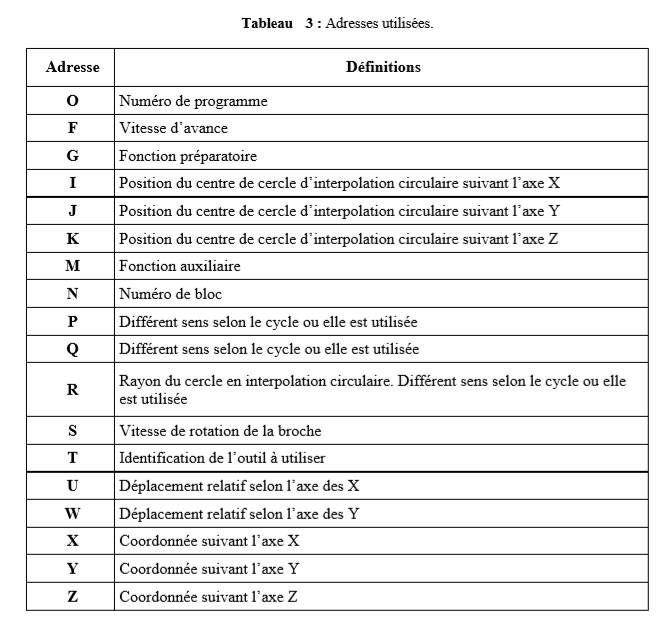 Tableau 3 : Adresses utilisées.
Adresse Définitions
O Numéro de programme
F Vitesse d’avance
G Fonction préparatoire
I Position du centre de cercle d’interpolation circulaire suivant l’axe X
J Position du centre de cercle d’interpolation circulaire suivant l’axe Y
K Position du centre de cercle d’interpolation circulaire suivant l’axe Z
M Fonction auxiliaire
N Numéro de bloc
P Différent sens selon le cycle ou elle est utilisée
Q Différent sens selon le cycle ou elle est utilisée
R Rayon du cercle en interpolation circulaire. Différent sens selon le cycle ou elle
est utilisée
S Vitesse de rotation de la broche
T Identification de l’outil à utiliser
U Déplacement relatif selon l’axe des X
W Déplacement relatif selon l’axe des Y
X Coordonnée suivant l’axe X
Y Coordonnée suivant l’axe Y
Z Coordonnée suivant l’axe Z